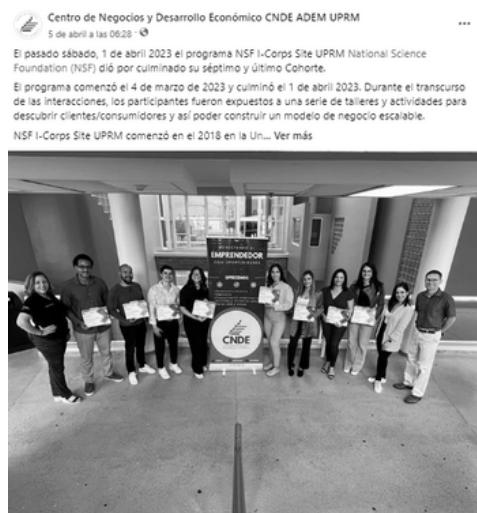 Centro de Negocios y Desarrollo Económico CNDE ADEM UPRM
5 de abril a las 06:28 ·
El pasado sábado, 1 de abril 2023 el programa NSF I-Corps Site UPRM National Science
Foundation (NSF) dió por culminado su séptimo y último Cohorte.
El programa comenzó el 4 de marzo de 2023 y culminó el 1 de abril 2023. Durante el transcurso
de las interacciones, los participantes fueron expuestos a una serie de talleres y actividades para
descubrir clientes/consumidores y así poder construir un modelo de negocio escalable.
NSF I-Corps Site UPRM comenzó en el 2018 en la Un... Ver más
CONECTANDO AL
EMPRENDEDOR
CON OPORTUNIDADES
OFRECEMOS:
CNDE